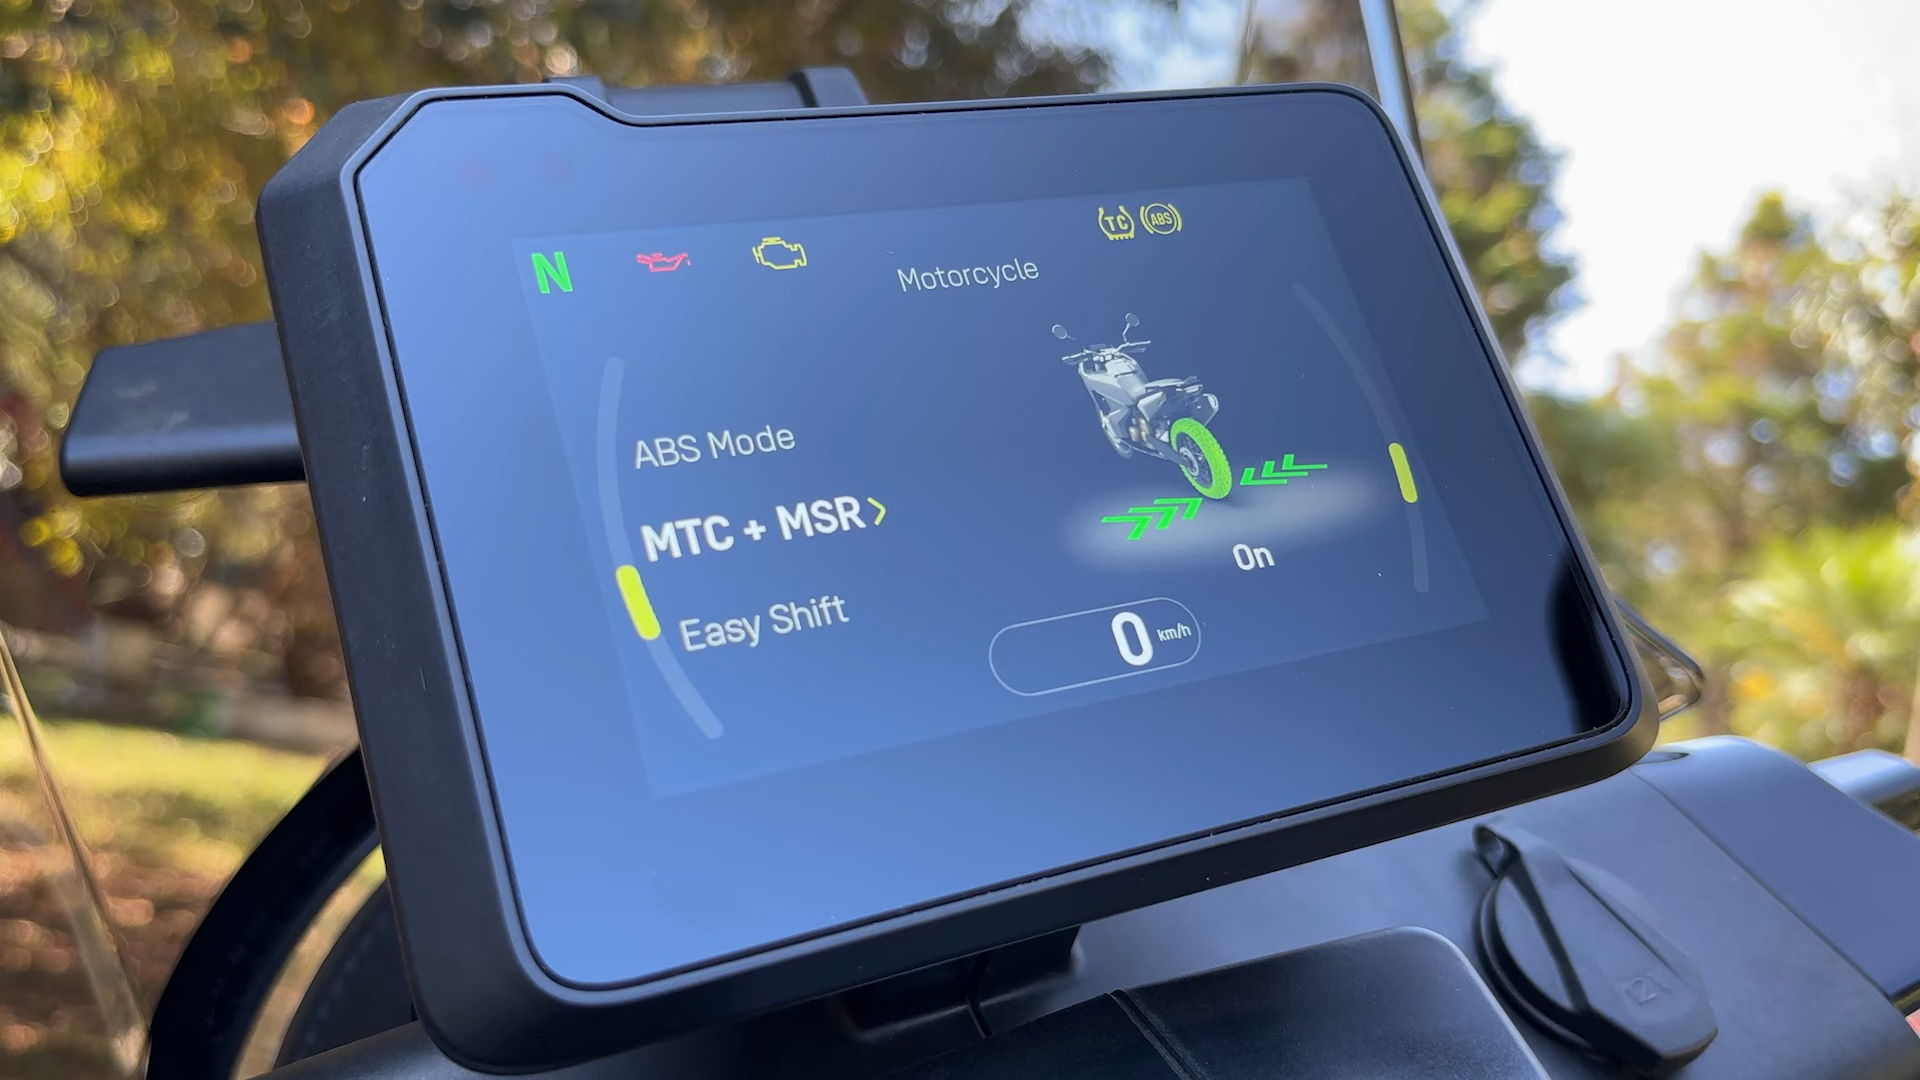 N
TC ABS
Motorcycle
ABS Mode
MTC + MSR >
Easy Shift
On
0 km/h
12V